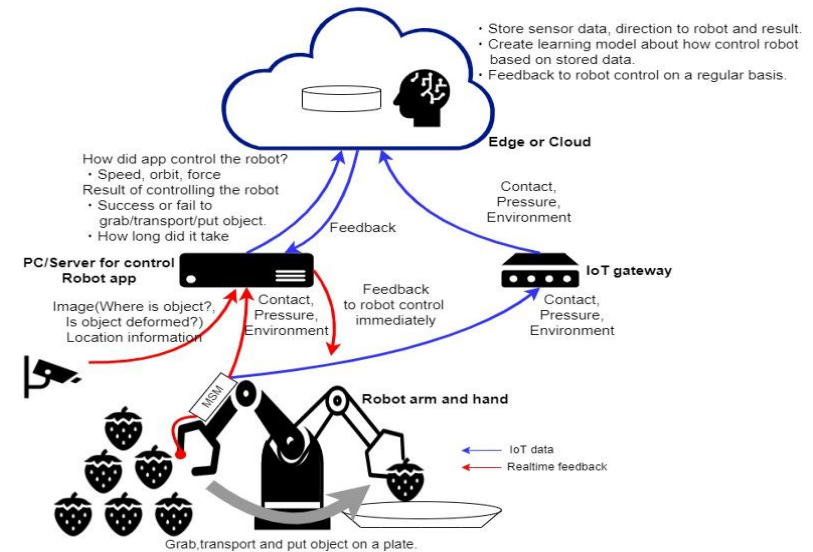 ・Store sensor data, direction to robot and result.
・Create learning model about how control robot
based on stored data.
・Feedback to robot control on a regular basis.
Edge or Cloud
How did app control the robot?
・Speed, orbit, force
Result of controlling the robot
・Success or fail to
grab/transport/put object.
・How long did it take
Feedback
Contact,
Pressure,
Environment
PC/Server for control
Robot app
IoT gateway
Image(Where is object?,
Is object deformed?)
Location information
Contact,
Pressure,
Environment
Feedback
to robot control
immediately
Contact,
Pressure,
Environment
MSM
Robot arm and hand
IoT data
Realtime feedback
Grab,transport and put object on a plate.